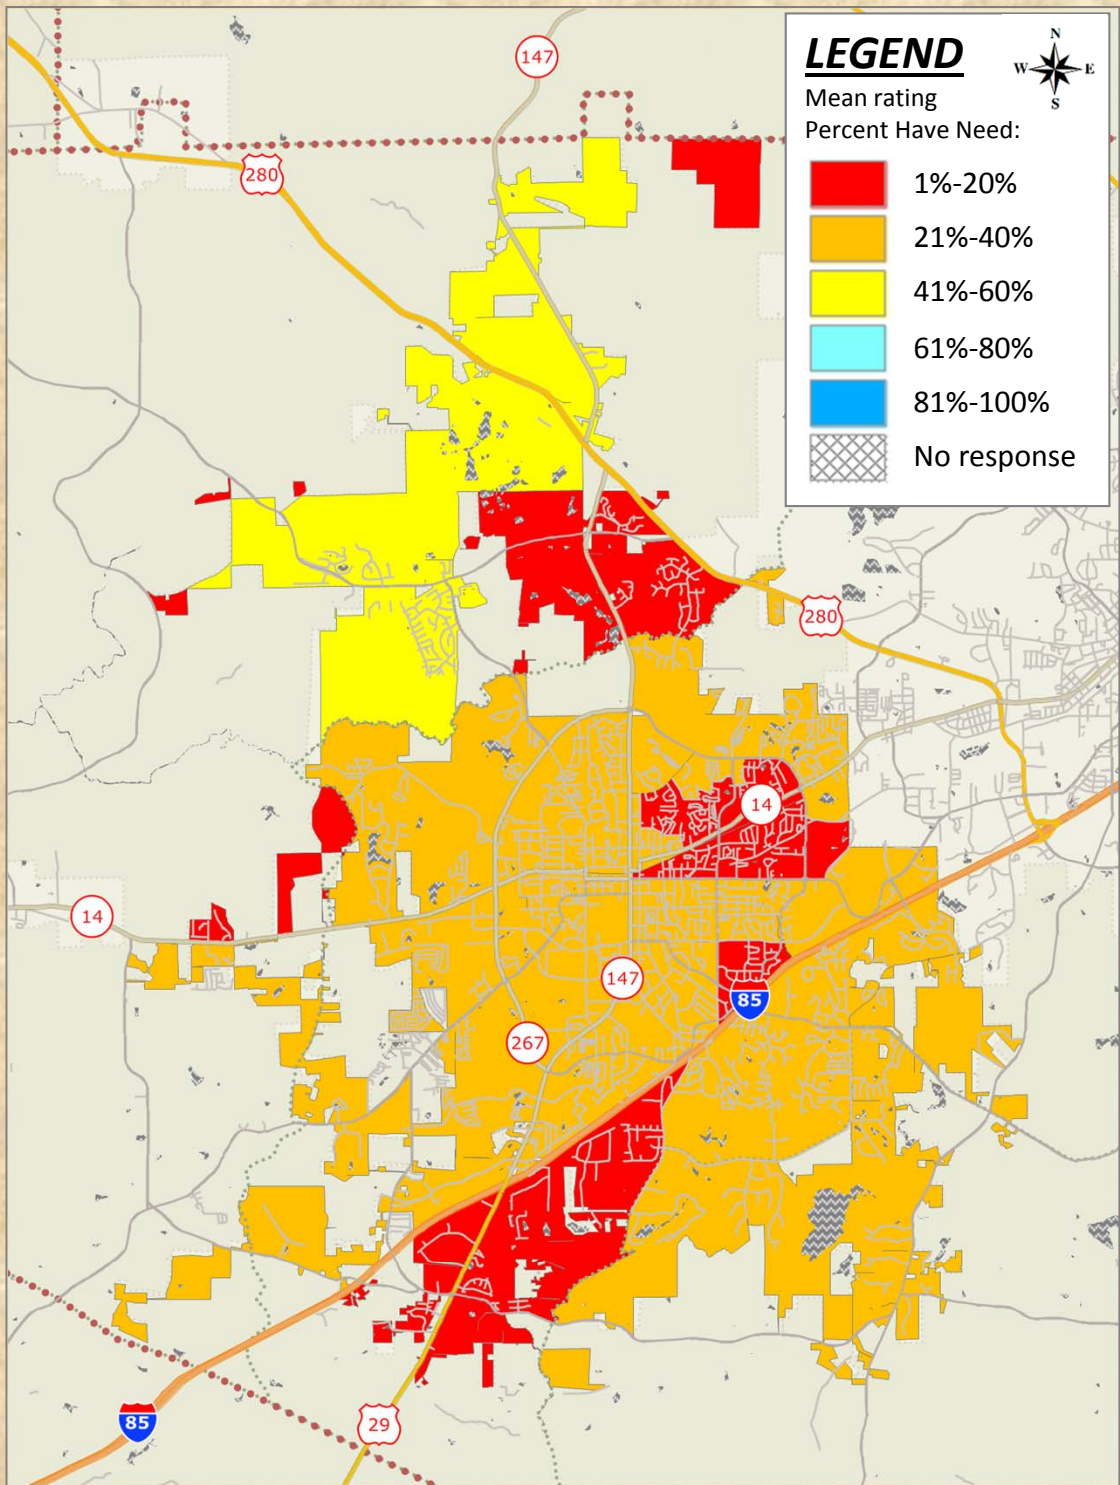 LEGEND
N
W E
S
Mean rating
Percent Have Need:
1%-20%
21%-40%
41%-60%
61%-80%
81%-100%
No response
147
280
280
14
14
147
85
267
85
29